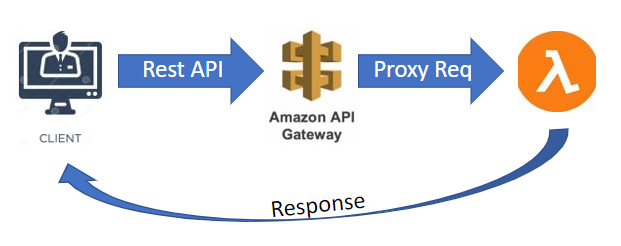 Rest API
Proxy Req
Amazon API
Gateway
CLIENT
Response